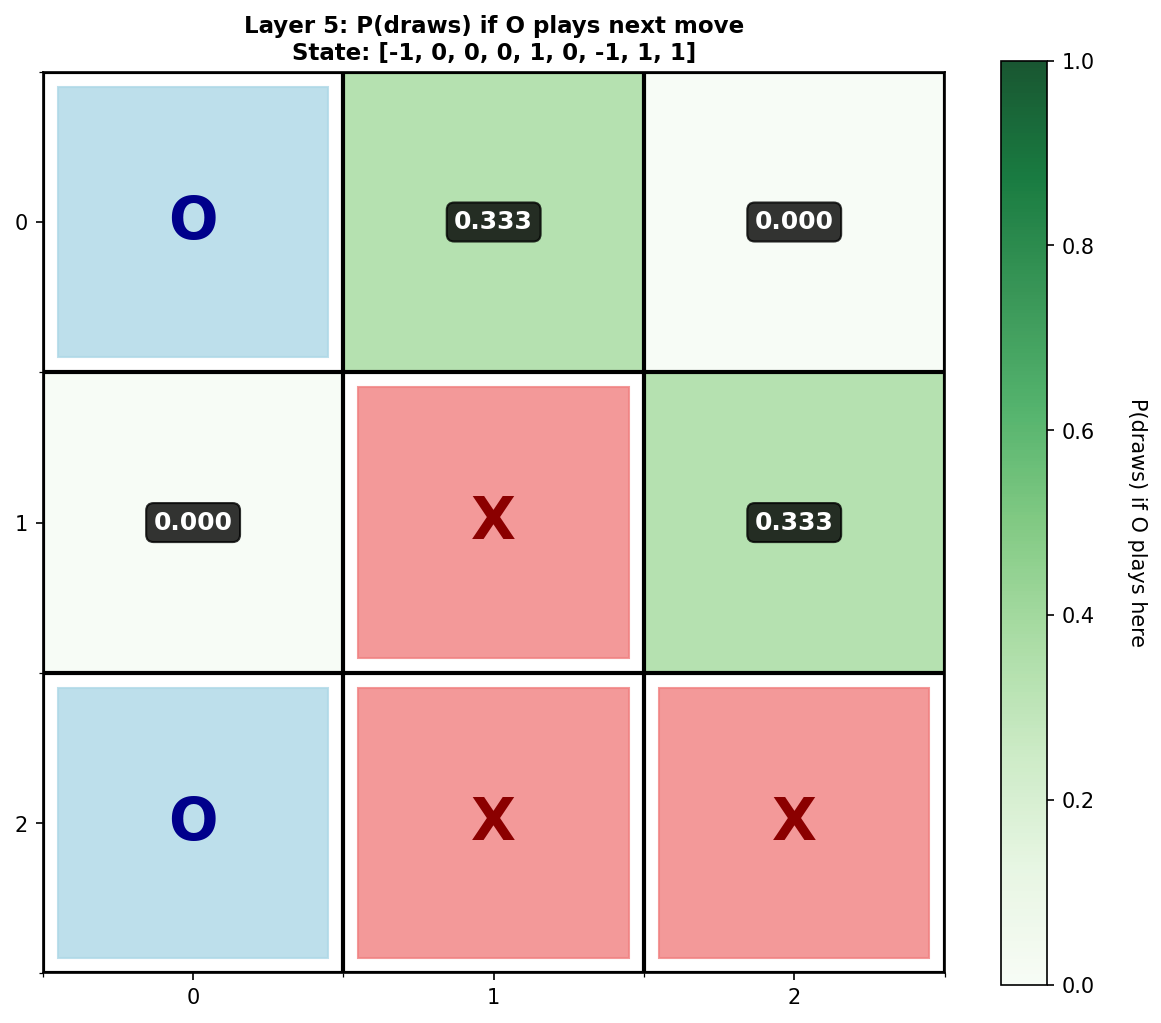 Layer 5: P(draws) if O plays next move
State: [-1, 0, 0, 0, 1, 0, -1, 1, 1]
0
O
0.333
0.000
1
0.000
X
0.333
2
O
X
X
0
1
2
1.0
0.8
0.6
0.4
0.2
0.0
P(draws) if O plays here